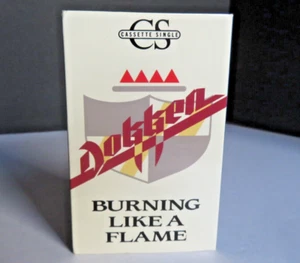 CS
CASSETTE SINGLE
Dokken
BURNING
LIKE A
FLAME